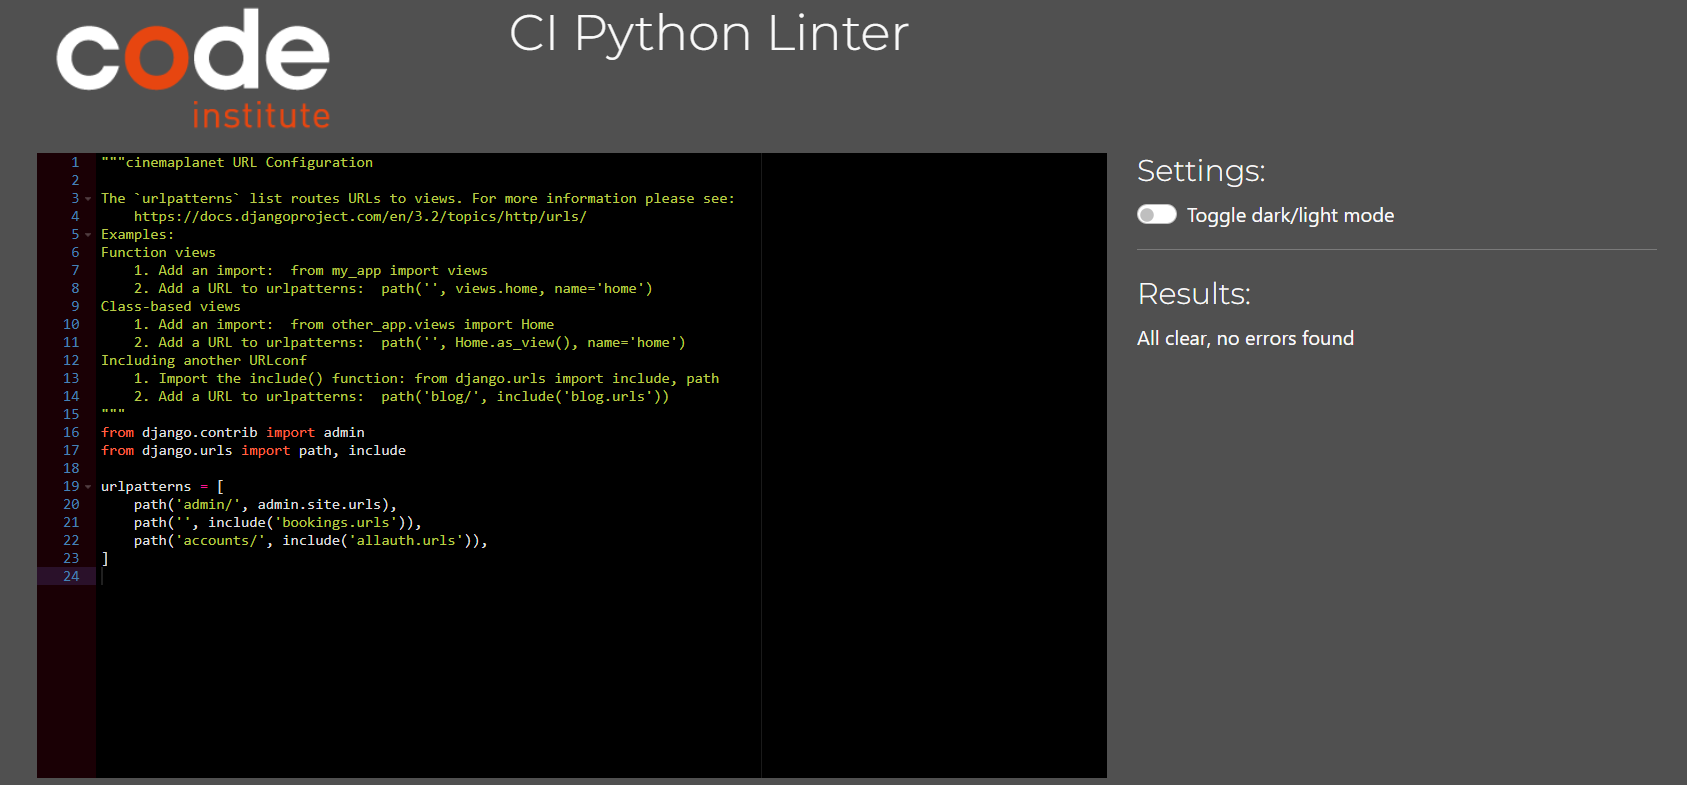 code
institute
CI Python Linter
1 """cinemaplanet URL Configuration
2
3 The `urlpatterns` list routes URLs to views. For more information please see:
4     https://docs.djangoproject.com/en/3.2/topics/http/urls/
5 Examples:
6 Function views
7     1. Add an import:  from my_app import views
8     2. Add a URL to urlpatterns:  path('', views.home, name='home')
9 Class-based views
10     1. Add an import:  from other_app.views import Home
11     2. Add a URL to urlpatterns:  path('', Home.as_view(), name='home')
12 Including another URLconf
13     1. Import the include() function: from django.urls import include, path
14     2. Add a URL to urlpatterns:  path('blog/', include('blog.urls'))
15 """
16 from django.contrib import admin
17 from django.urls import path, include
18
19 urlpatterns = [
20     path('admin/', admin.site.urls),
21     path('', include('bookings.urls')),
22     path('accounts/', include('allauth.urls')),
23 ]
24
Settings:
Toggle dark/light mode
Results:
All clear, no errors found